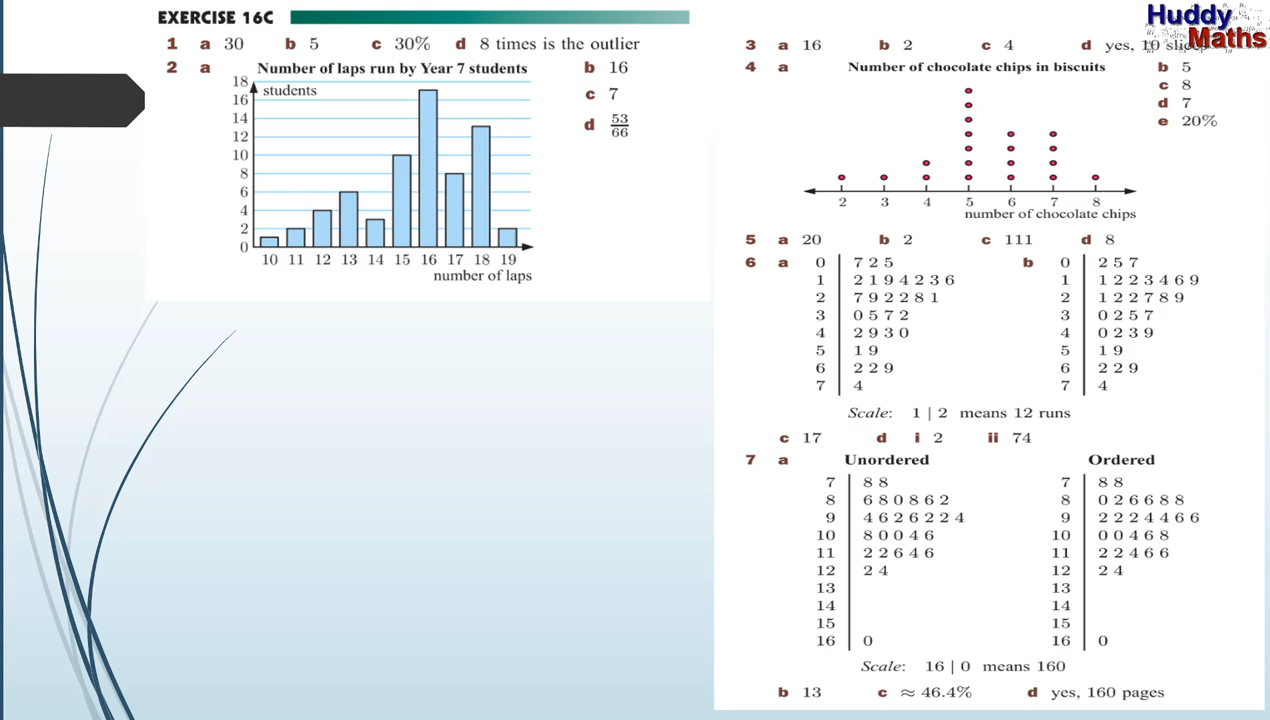 EXERCISE 16C
1 a 30 b 5 c 30% d 8 times is the outlier
2 a Number of laps run by Year 7 students b 16
students
18
16
14
12
10
8
6
4
2
0
10 11 12 13 14 15 16 17 18 19
number of laps
c 7
d 53/66
Huddy
Maths
3 a 16 b 2 c 4 d yes, 10 slices
4 a Number of chocolate chips in biscuits b 5
c 8
d 7
e 20%
2 3 4 5 6 7 8
number of chocolate chips
5 a 20 b 2 c 111 d 8
6 a 0 | 7 2 5 b 0 | 2 5 7
1 | 2 1 9 4 2 3 6 1 | 1 2 2 3 4 6 9
2 | 7 9 2 2 8 1 2 | 1 2 2 7 8 9
3 | 0 5 7 2 3 | 0 2 5 7
4 | 2 9 3 0 4 | 0 2 3 9
5 | 1 9 5 | 1 9
6 | 2 2 9 6 | 2 2 9
7 | 4 7 | 4
Scale: 1 | 2 means 12 runs
c 17 d i 2 ii 74
7 a Unordered Ordered
7 | 8 8 7 | 8 8
8 | 6 8 0 8 6 2 8 | 0 2 6 6 8 8
9 | 4 6 2 6 2 2 4 9 | 2 2 2 4 4 6 6
10 | 8 0 0 4 6 10 | 0 0 4 6 8
11 | 2 2 6 4 6 11 | 2 2 4 6 6
12 | 2 4 12 | 2 4
13 | 13 |
14 | 14 |
15 | 15 |
16 | 0 16 | 0
Scale: 16 | 0 means 160
b 13 c ≈ 46.4% d yes, 160 pages